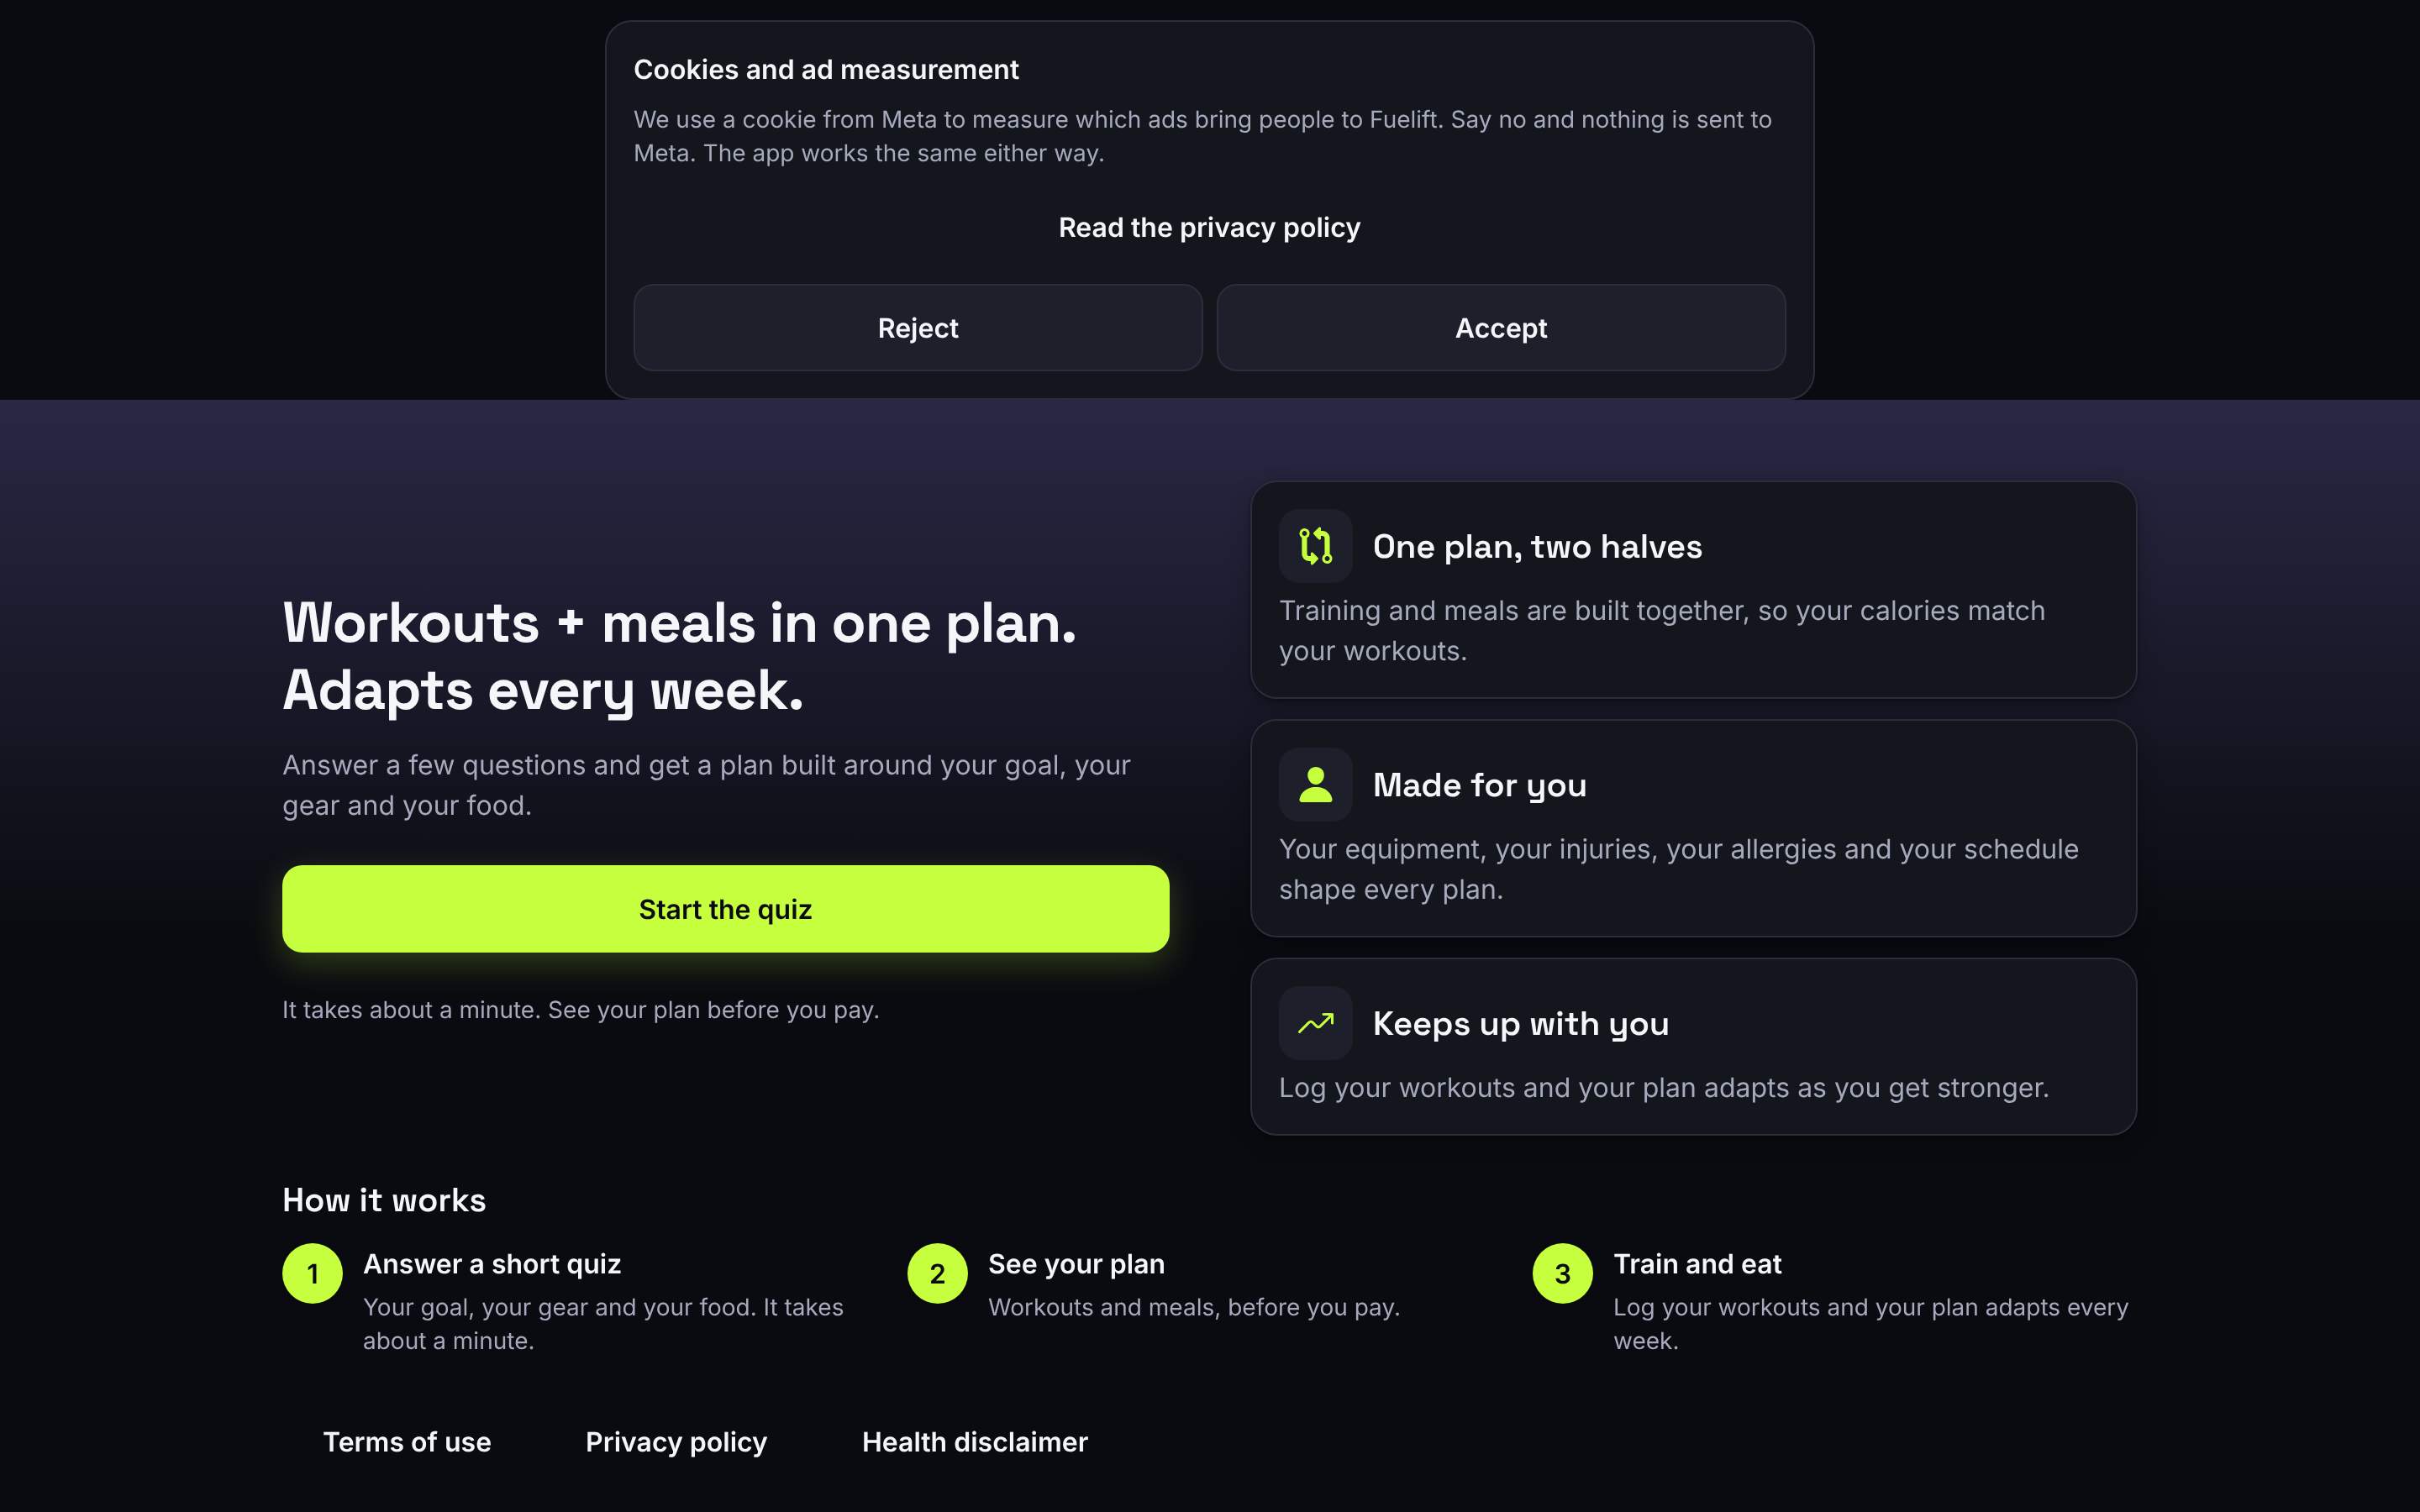 Cookies and ad measurement
We use a cookie from Meta to measure which ads bring people to Fuelift. Say no and nothing is sent to
Meta. The app works the same either way.
Read the privacy policy
Reject
Accept
Workouts + meals in one plan.
Adapts every week.
Answer a few questions and get a plan built around your goal, your
gear and your food.
Start the quiz
It takes about a minute. See your plan before you pay.
One plan, two halves
Training and meals are built together, so your calories match
your workouts.
Made for you
Your equipment, your injuries, your allergies and your schedule
shape every plan.
Keeps up with you
Log your workouts and your plan adapts as you get stronger.
How it works
1
Answer a short quiz
Your goal, your gear and your food. It takes
about a minute.
2
See your plan
Workouts and meals, before you pay.
3
Train and eat
Log your workouts and your plan adapts every
week.
Terms of use
Privacy policy
Health disclaimer